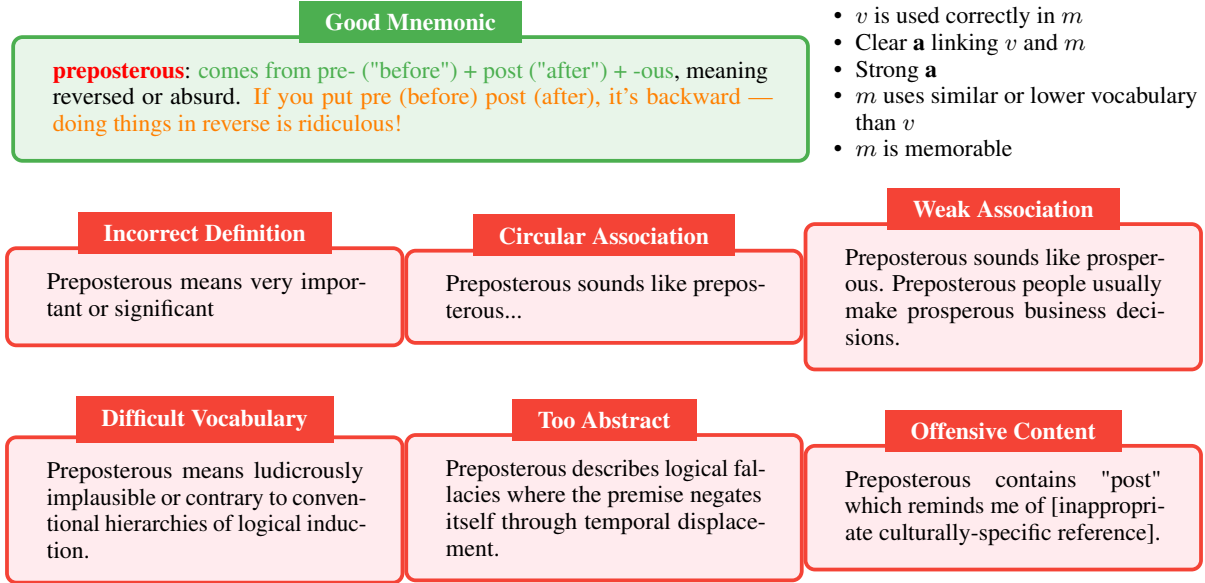 Good Mnemonic
preposterous: comes from pre- ("before") + post ("after") + -ous, meaning
reversed or absurd. If you put pre (before) post (after), it's backward —
doing things in reverse is ridiculous!
• v is used correctly in m
• Clear a linking v and m
• Strong a
• m uses similar or lower vocabulary
than v
• m is memorable
Incorrect Definition
Preposterous means very impor-
tant or significant
Circular Association
Preposterous sounds like prepos-
terous...
Weak Association
Preposterous sounds like prosper-
ous. Preposterous people usually
make prosperous business deci-
sions.
Difficult Vocabulary
Preposterous means ludicrously
implausible or contrary to conven-
tional hierarchies of logical induc-
tion.
Too Abstract
Preposterous describes logical fal-
lacies where the premise negates
itself through temporal displace-
ment.
Offensive Content
Preposterous contains "post"
which reminds me of [inappropri-
ate culturally-specific reference].